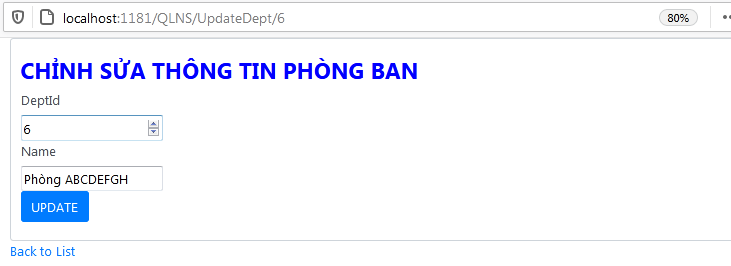 localhost:1181/QLNS/UpdateDept/6 80%
CHỈNH SỬA THÔNG TIN PHÒNG BAN
DeptId
6
Name
Phòng ABCDEFGH
UPDATE
Back to List